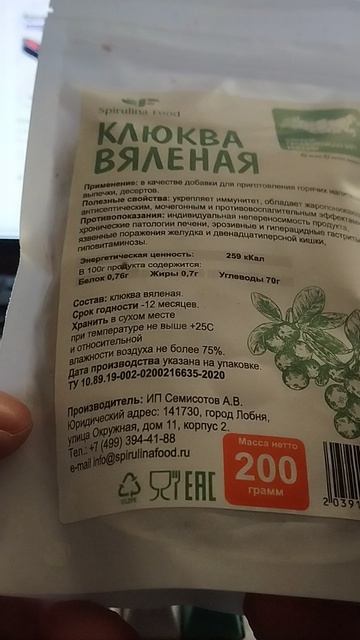 Spirulina Food
КЛЮКВА
ВЯЛЕНАЯ
Применение: в качестве добавки для приготовления горячих
выпечки, десертов.
Полезные свойства: укрепляет иммунитет, обладает
антисептическим, мочегонным и противовоспалительным
Противопоказания: индивидуальная непереносимость продукта,
хронические патологии печени, эрозивные и гиперацидные
язвенные поражения желудка и двенадцатиперсной кишки,
гиповитаминозы.
Энергетическая ценность: 259 кКал
В 100г продукта содержится:
Белок 0,76г Жиры 0,7г Углеводы 70г
Состав: клюква вяленая
Срок годности -12 месяцев.
Хранить в сухом месте
при температуре не выше +25С
и относительной
влажности воздуха не более 75%.
Дата производства указана на упаковке.
ТУ 10.89.19-002-0200216635-2020
Производитель: ИП Семисотов А.В.
Юридический адрес: 141730, город Лобня,
улица Окружная, дом 11, корпус 2.
Тел.: +7 (499) 394-41-88
e-mail info@spirulinafood.ru
EAC
Масса нетто
200
грамм